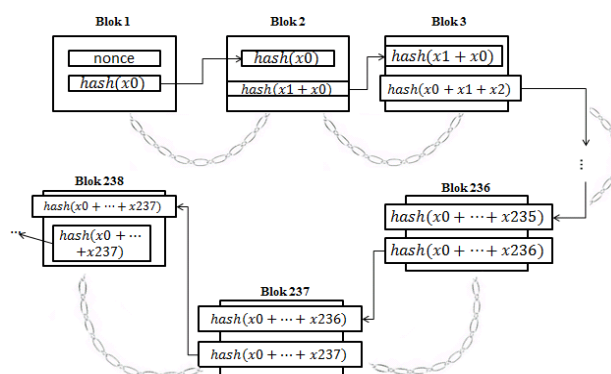 Blok 1
nonce
hash(x0)
Blok 2
hash(x0)
hash(x1 + x0)
Blok 3
hash(x1 + x0)
hash(x0 + x1 + x2)
⋮
Blok 236
hash(x0 + ⋯ + x235)
hash(x0 + ⋯ + x236)
Blok 237
hash(x0 + ⋯ + x236)
hash(x0 + ⋯ + x237)
Blok 238
hash(x0 + ⋯ + x237)
hash(x0 + ⋯
+x237)
...